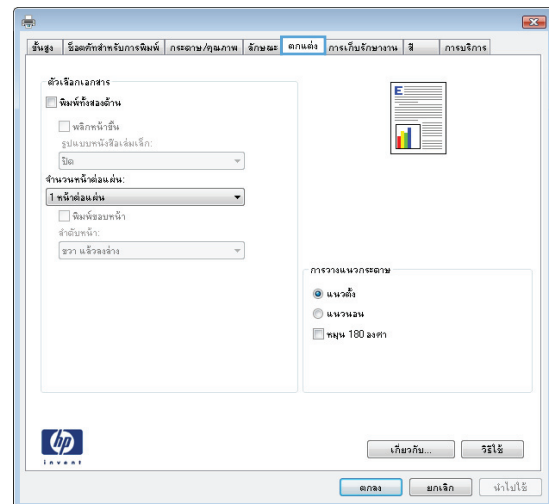 ขั้นสูง ช็อตคัทสำหรับการพิมพ์ กระดาษ/คุณภาพ ลักษณะ ตกแต่ง การเก็บรักษางาน สี การบริการ
ตัวเลือกเอกสาร
พิมพ์ทั้งสองด้าน
พลิกหน้าขึ้น
รูปแบบหนังสือเล่มเล็ก:
ปิด
จำนวนหน้าต่อแผ่น:
1 หน้าต่อแผ่น
พิมพ์ขอบหน้า
ลำดับหน้า:
ขวา แล้วลงล่าง
E
การวางแนวกระดาษ
แนวตั้ง
แนวนอน
หมุน 180 องศา
hp
invent
เกี่ยวกับ... วิธีใช้
ตกลง ยกเลิก นำไปใช้